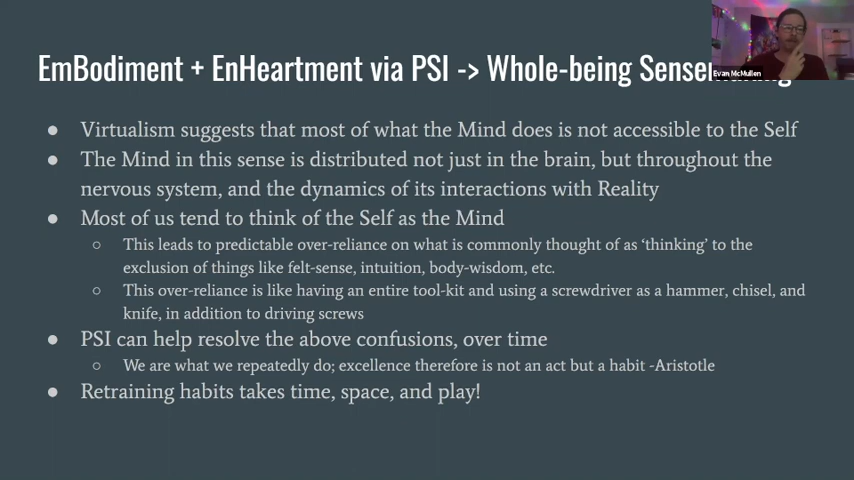 EmBodiment + EnHeartment via PSI -> Whole-being
Evan McMullen
● Virtualism suggests that most of what the Mind does is not accessible to the Self
● The Mind in this sense is distributed not just in the brain, but throughout the
nervous system, and the dynamics of its interactions with Reality
● Most of us tend to think of the Self as the Mind
○ This leads to predictable over-reliance on what is commonly thought of as ‘thinking’ to the
exclusion of things like felt-sense, intuition, body-wisdom, etc.
○ This over-reliance is like having an entire tool-kit and using a screwdriver as a hammer, chisel, and
knife, in addition to driving screws
● PSI can help resolve the above confusions, over time
○ We are what we repeatedly do; excellence therefore is not an act but a habit -Aristotle
● Retraining habits takes time, space, and play!